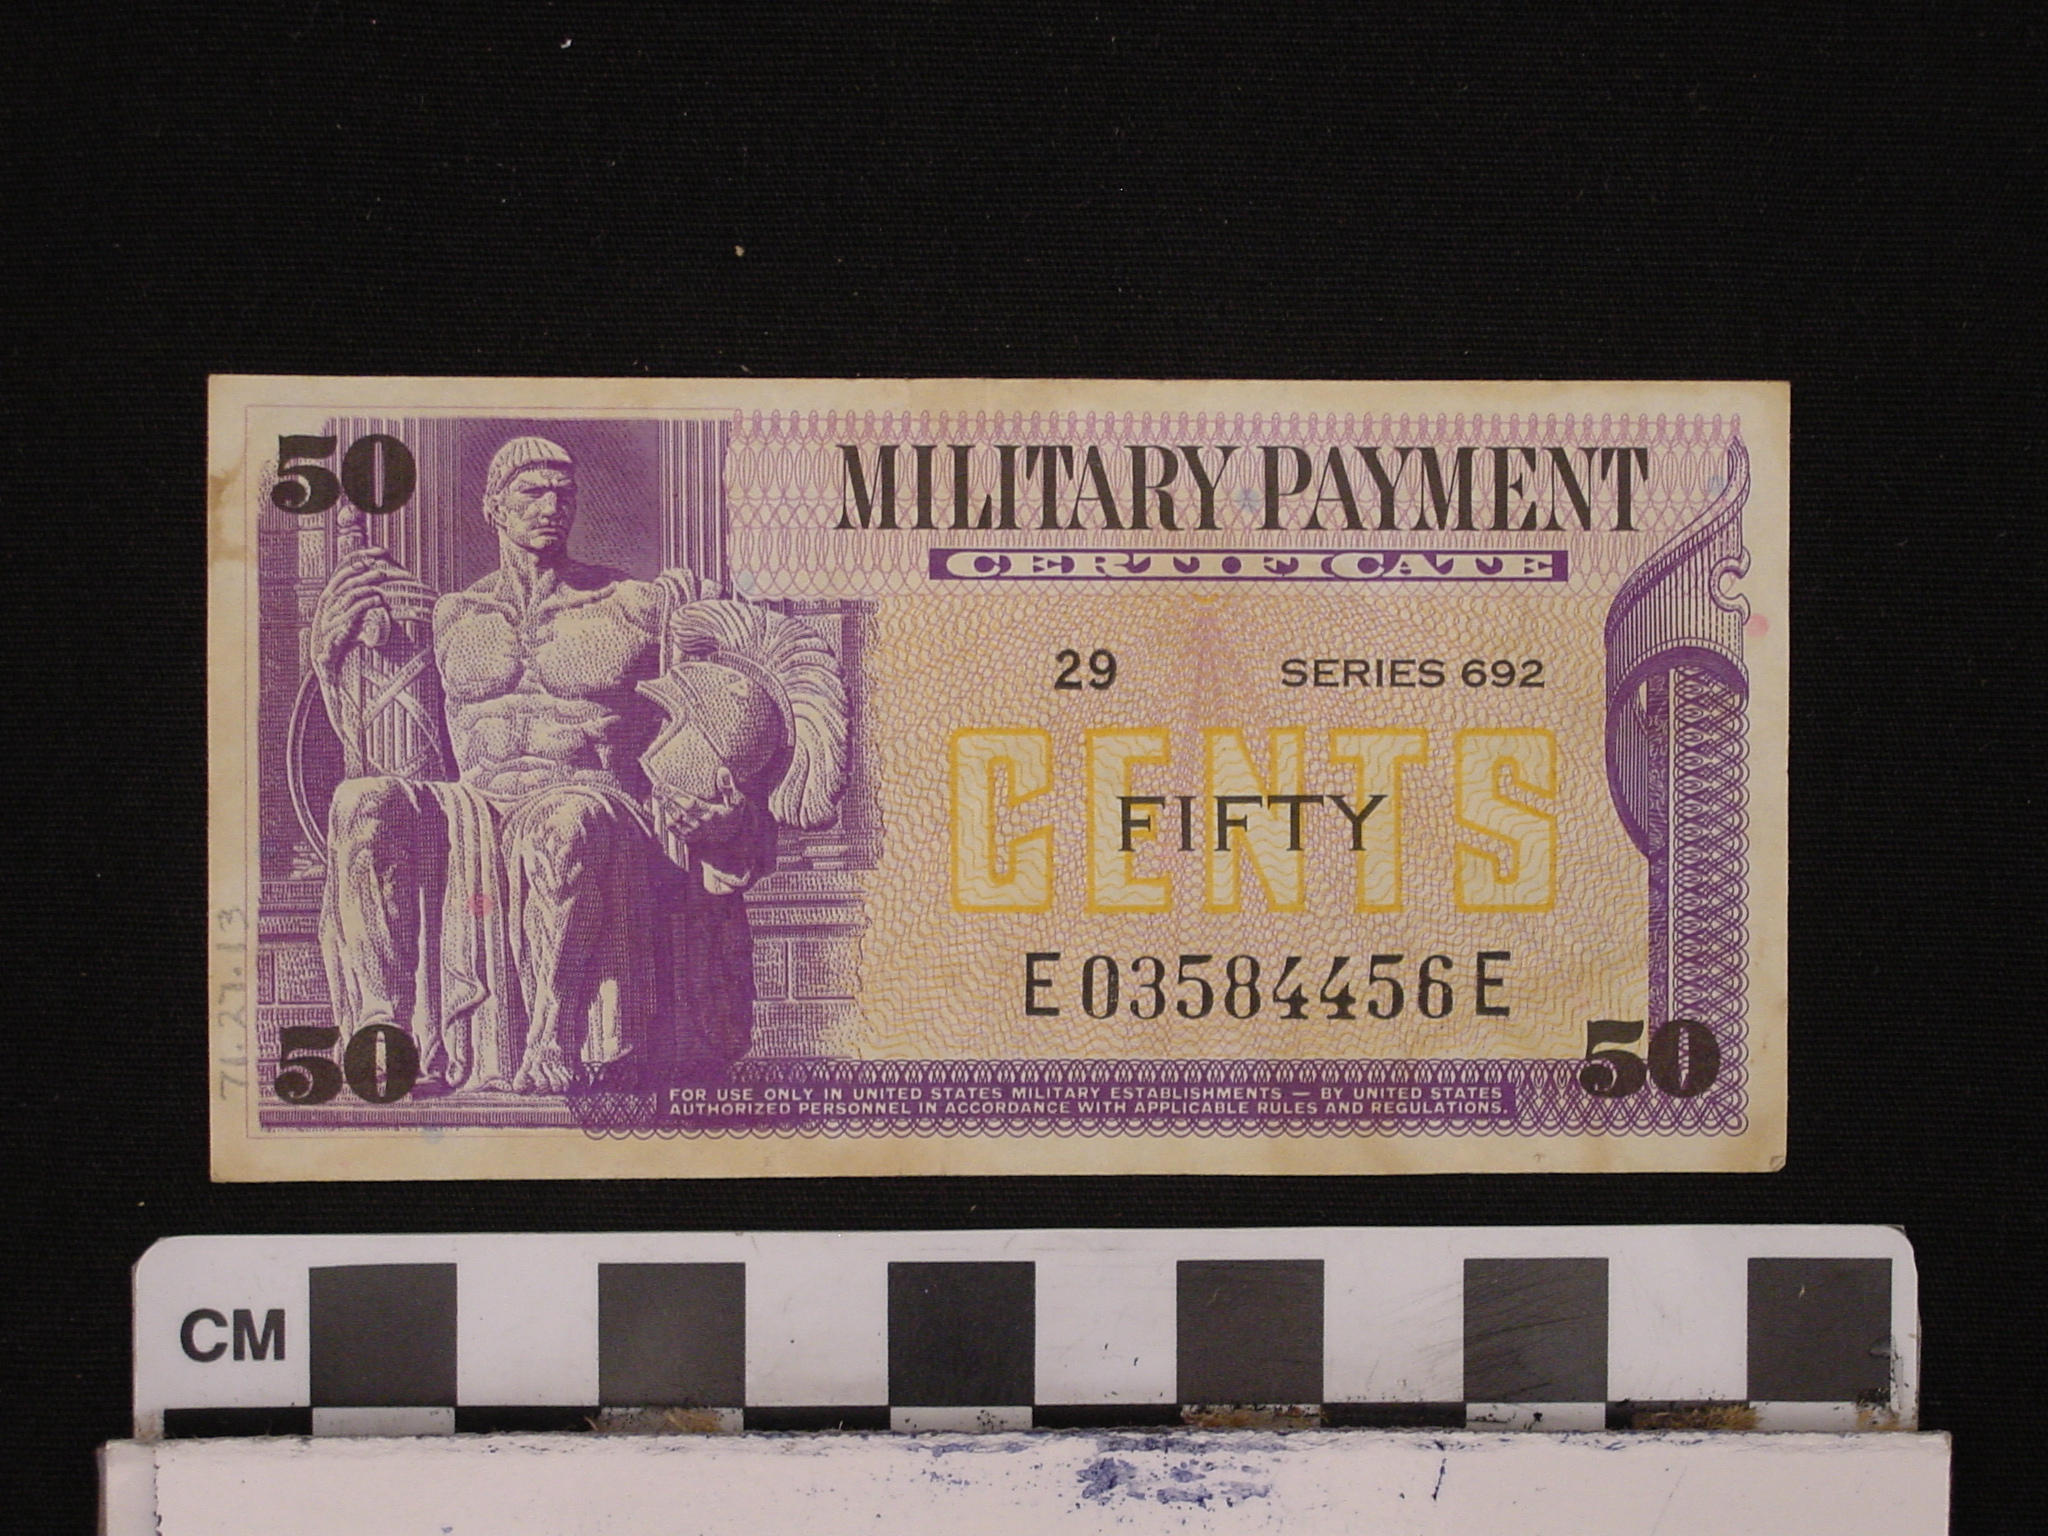 50
MILITARY PAYMENT
CERTIFICATE
29 SERIES 692
CENTS
FIFTY
E03584456E
71.27.13
50
50
FOR USE ONLY IN UNITED STATES MILITARY ESTABLISHMENTS — BY UNITED STATES
AUTHORIZED PERSONNEL IN ACCORDANCE WITH APPLICABLE RULES AND REGULATIONS.
CM